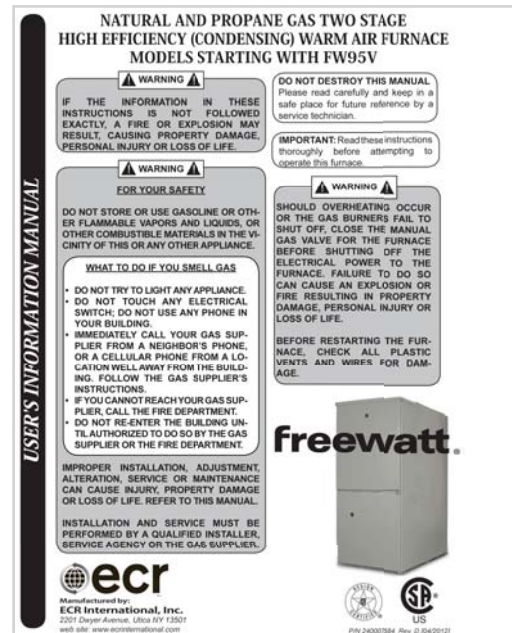 USER'S INFORMATION MANUAL
NATURAL AND PROPANE GAS TWO STAGE
HIGH EFFICIENCY (CONDENSING) WARM AIR FURNACE
MODELS STARTING WITH FW95V
WARNING
IF THE INFORMATION IN THESE
INSTRUCTIONS IS NOT FOLLOWED
EXACTLY, A FIRE OR EXPLOSION MAY
RESULT, CAUSING PROPERTY DAMAGE,
PERSONAL INJURY OR LOSS OF LIFE.
WARNING
FOR YOUR SAFETY
DO NOT STORE OR USE GASOLINE OR OTH-
ER FLAMMABLE VAPORS AND LIQUIDS, OR
OTHER COMBUSTIBLE MATERIALS IN THE VI-
CINITY OF THIS OR ANY OTHER APPLIANCE.
WHAT TO DO IF YOU SMELL GAS
• DO NOT TRY TO LIGHT ANY APPLIANCE.
• DO NOT TOUCH ANY ELECTRICAL
SWITCH; DO NOT USE ANY PHONE IN
YOUR BUILDING.
• IMMEDIATELY CALL YOUR GAS SUP-
PLIER FROM A NEIGHBOR'S PHONE,
OR A CELLULAR PHONE FROM A LO-
CATION WELL AWAY FROM THE BUILD-
ING. FOLLOW THE GAS SUPPLIER'S
INSTRUCTIONS.
• IF YOU CANNOT REACH YOUR GAS SUP-
PLIER, CALL THE FIRE DEPARTMENT.
• DO NOT RE-ENTER THE BUILDING UN-
TIL AUTHORIZED TO DO SO BY THE GAS
SUPPLIER OR THE FIRE DEPARTMENT.
IMPROPER INSTALLATION, ADJUSTMENT,
ALTERATION, SERVICE OR MAINTENANCE
CAN CAUSE INJURY, PROPERTY DAMAGE
OR LOSS OF LIFE. REFER TO THIS MANUAL.
INSTALLATION AND SERVICE MUST BE
PERFORMED BY A QUALIFIED INSTALLER,
SERVICE AGENCY OR THE GAS SUPPLIER.
DO NOT DESTROY THIS MANUAL
Please read carefully and keep in a
safe place for future reference by a
service technician.
IMPORTANT: Read these instructions
thoroughly before attempting to
operate this furnace.
WARNING
SHOULD OVERHEATING OCCUR
OR THE GAS BURNERS FAIL TO
SHUT OFF, CLOSE THE MANUAL
GAS VALVE FOR THE FURNACE
BEFORE SHUTTING OFF THE
ELECTRICAL POWER TO THE
FURNACE. FAILURE TO DO SO
CAN CAUSE AN EXPLOSION OR
FIRE RESULTING IN PROPERTY
DAMAGE, PERSONAL INJURY OR
LOSS OF LIFE.
BEFORE RESTARTING THE FUR-
NACE, CHECK ALL PLASTIC
VENTS AND WIRES FOR DAM-
AGE.
freewatt®
ecr
Manufactured by:
ECR International, Inc.
2201 Dwyer Avenue, Utica NY 13501
web site: www.ecrinternational.com
DESIGN
CERTIFIED
US
P/N 240007584, Rev. D [04/2012]